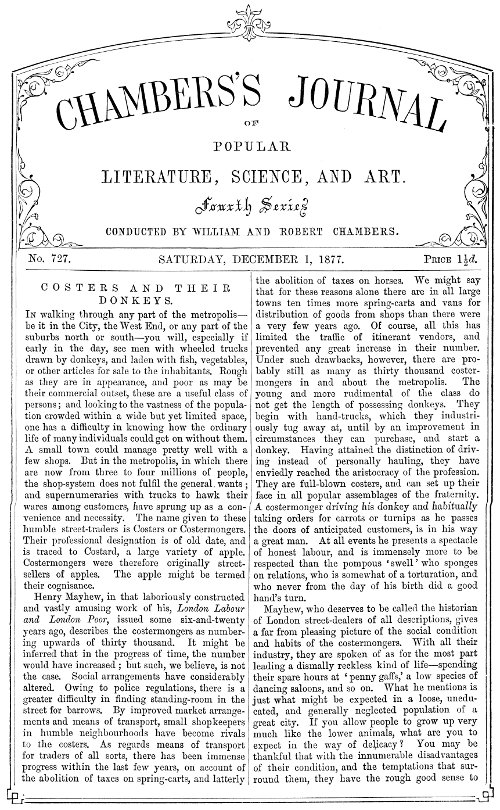 CHAMBERS'S JOURNAL
OF
POPULAR
LITERATURE, SCIENCE, AND ART.
Fourth Series
CONDUCTED BY WILLIAM AND ROBERT CHAMBERS.
No. 727.
SATURDAY, DECEMBER 1, 1877.
PRICE 1½d.
COSTERS AND THEIR
DONKEYS.
IN walking through any part of the metropolis—
be it in the City, the West End, or any part of the
suburbs north or south—you will, especially if
early in the day, see men with wheeled trucks
drawn by donkeys, and laden with fish, vegetables,
or other articles for sale to the inhabitants. Rough
as they are in appearance, and poor as may be
their commercial outset, these are a useful class of
persons; and looking to the vastness of the popula-
tion crowded within a wide but yet limited space,
one has a difficulty in knowing how the ordinary
life of many individuals could get on without them.
A small town could manage pretty well with a
few shops. But in the metropolis, in which there
are now from three to four millions of people,
the shop-system does not fulfil the general wants;
and supernumeraries with trucks to hawk their
wares among customers, have sprung up as a con-
venience and necessity. The name given to these
humble street-traders is Costers or Costermongers.
Their professional designation is of old date, and
is traced to Costard, a large variety of apple.
Costermongers were therefore originally street-
sellers of apples. The apple might be termed
their cognisance.
Henry Mayhew, in that laboriously constructed
and vastly amusing work of his, London Labour
and London Poor, issued some six-and-twenty
years ago, describes the costermongers as number-
ing upwards of thirty thousand. It might be
inferred that in the progress of time, the number
would have increased; but such, we believe, is not
the case. Social arrangements have considerably
altered. Owing to police regulations, there is a
greater difficulty in finding standing-room in the
street for barrows. By improved market arrange-
ments and means of transport, small shopkeepers
in humble neighbourhoods have become rivals
to the costers. As regards means of transport
for traders of all sorts, there has been immense
progress within the last few years, on account of
the abolition of taxes on spring-carts, and latterly
the abolition of taxes on horses. We might say
that for these reasons alone there are in all large
towns ten times more spring-carts and vans for
distribution of goods from shops than there were
a very few years ago. Of course, all this has
limited the traffic of itinerant vendors, and
prevented any great increase in their number.
Under such drawbacks, however, there are pro-
bably still as many as thirty thousand coster-
mongers in and about the metropolis. The
young and more rudimental of the class do
not get the length of possessing donkeys. They
begin with hand-trucks, which they industri-
ously tug away at, until by an improvement in
circumstances they can purchase, and start a
donkey. Having attained the distinction of driv-
ing instead of personally hauling, they have
enviedly reached the aristocracy of the profession.
They are full-blown costers, and can set up their
face in all popular assemblages of the fraternity.
A costermonger driving his donkey and habitually
taking orders for carrots or turnips as he passes
the doors of anticipated customers, is in his way
a great man. At all events he presents a spectacle
of honest labour, and is immensely more to be
respected than the pompous 'swell' who sponges
on relations, who is somewhat of a torturation, and
who never from the day of his birth did a good
hand's turn.
Mayhew, who deserves to be called the historian
of London street-dealers of all descriptions, gives
a far from pleasing picture of the social condition
and habits of the costermongers. With all their
industry, they are spoken of as for the most part
leading a dismally reckless kind of life—spending
their spare hours at 'penny gaffs,' a low species of
dancing saloons, and so on. What he mentions is
just what might be expected in a loose, unedu-
cated, and generally neglected population of a
great city. If you allow people to grow up very
much like the lower animals, what are you to
expect in the way of delicacy? You may be
thankful that with the innumerable disadvantages
of their condition, and the temptations that sur-
round them, they have the rough good sense to